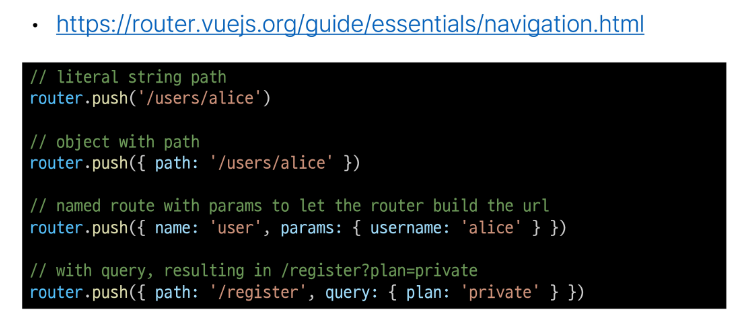 • https://router.vuejs.org/guide/essentials/navigation.html
// literal string path
router.push('/users/alice')
// object with path
router.push({ path: '/users/alice' })
// named route with params to let the router build the url
router.push({ name: 'user', params: { username: 'alice' } })
// with query, resulting in /register?plan=private
router.push({ path: '/register', query: { plan: 'private' } })